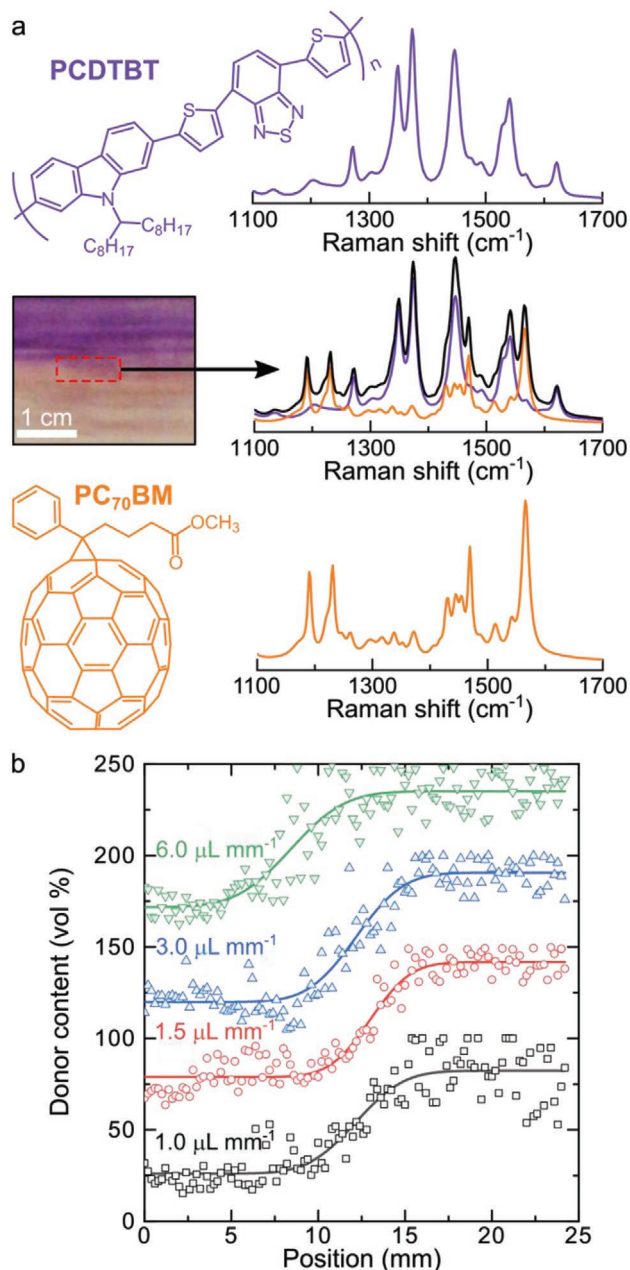 a
PCDTBT
S
N
S
N
S
n
N
C8H17
C8H17
1100 1300 1500 1700
Raman shift (cm-1)
1 cm
1100 1300 1500 1700
Raman shift (cm-1)
PC70BM
OCH3
O
1100 1300 1500 1700
Raman shift (cm-1)
b
Donor content (vol %)
250
200
150
100
50
0
6.0 μL mm-1
3.0 μL mm-1
1.5 μL mm-1
1.0 μL mm-1
0 5 10 15 20 25
Position (mm)